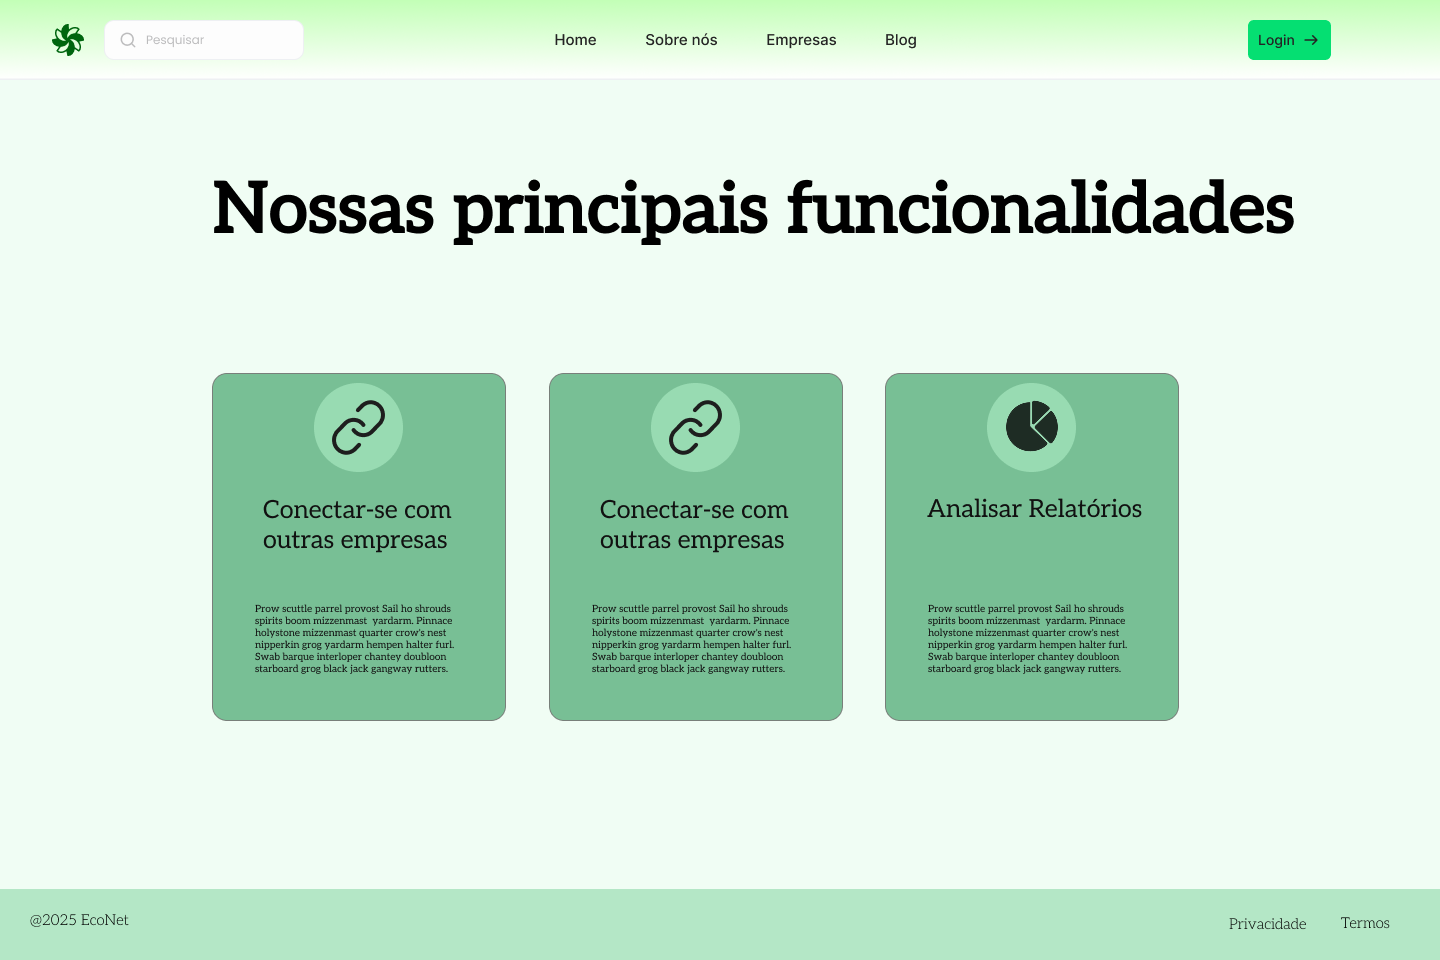 Pesquisar
Home
Sobre nós
Empresas
Blog
Login
Nossas principais funcionalidades
Conectar-se com
outras empresas
Prow scuttle parrel provost Sail ho shrouds
spirits boom mizzenmast  yardarm. Pinnace
holystone mizzenmast quarter crow's nest
nipperkin grog yardarm hempen halter furl.
Swab barque interloper chantey doubloon
starboard grog black jack gangway rutters.
Conectar-se com
outras empresas
Prow scuttle parrel provost Sail ho shrouds
spirits boom mizzenmast  yardarm. Pinnace
holystone mizzenmast quarter crow's nest
nipperkin grog yardarm hempen halter furl.
Swab barque interloper chantey doubloon
starboard grog black jack gangway rutters.
Analisar Relatórios
Prow scuttle parrel provost Sail ho shrouds
spirits boom mizzenmast  yardarm. Pinnace
holystone mizzenmast quarter crow's nest
nipperkin grog yardarm hempen halter furl.
Swab barque interloper chantey doubloon
starboard grog black jack gangway rutters.
@2025 EcoNet
Privacidade
Termos